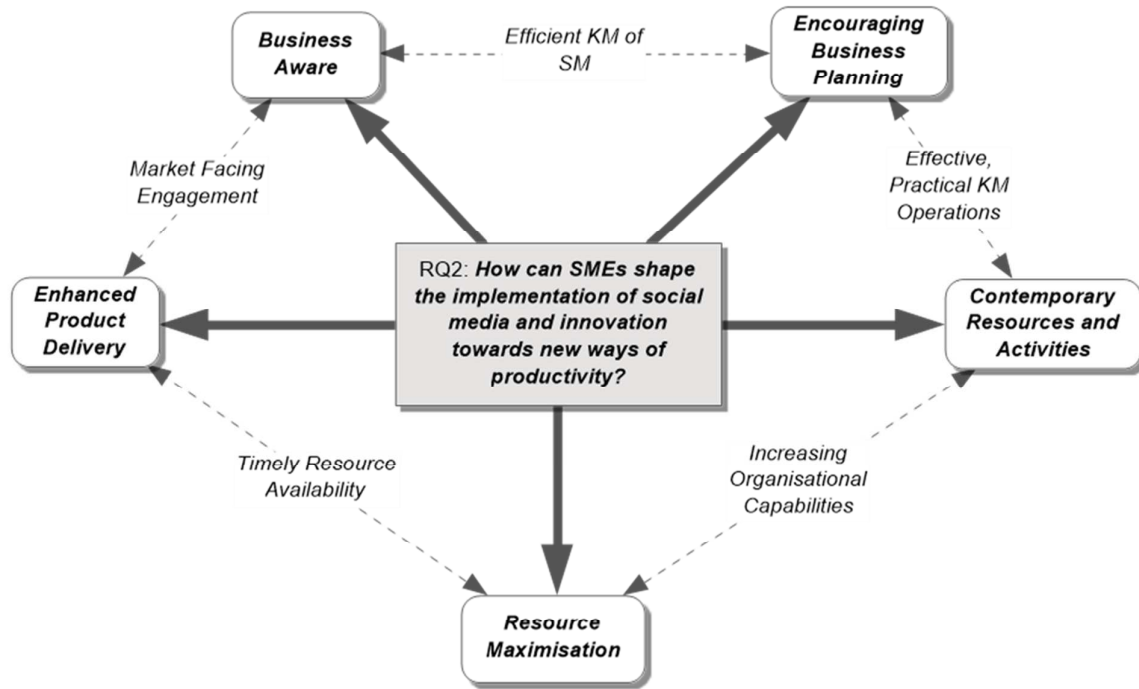 Business
Aware
Efficient KM of
SM
Encouraging
Business
Planning
Market Facing
Engagement
Effective,
Practical KM
Operations
RQ2: How can SMEs shape
the implementation of social
media and innovation
towards new ways of
productivity?
Enhanced
Product
Delivery
Contemporary
Resources and
Activities
Timely Resource
Availability
Increasing
Organisational
Capabilities
Resource
Maximisation